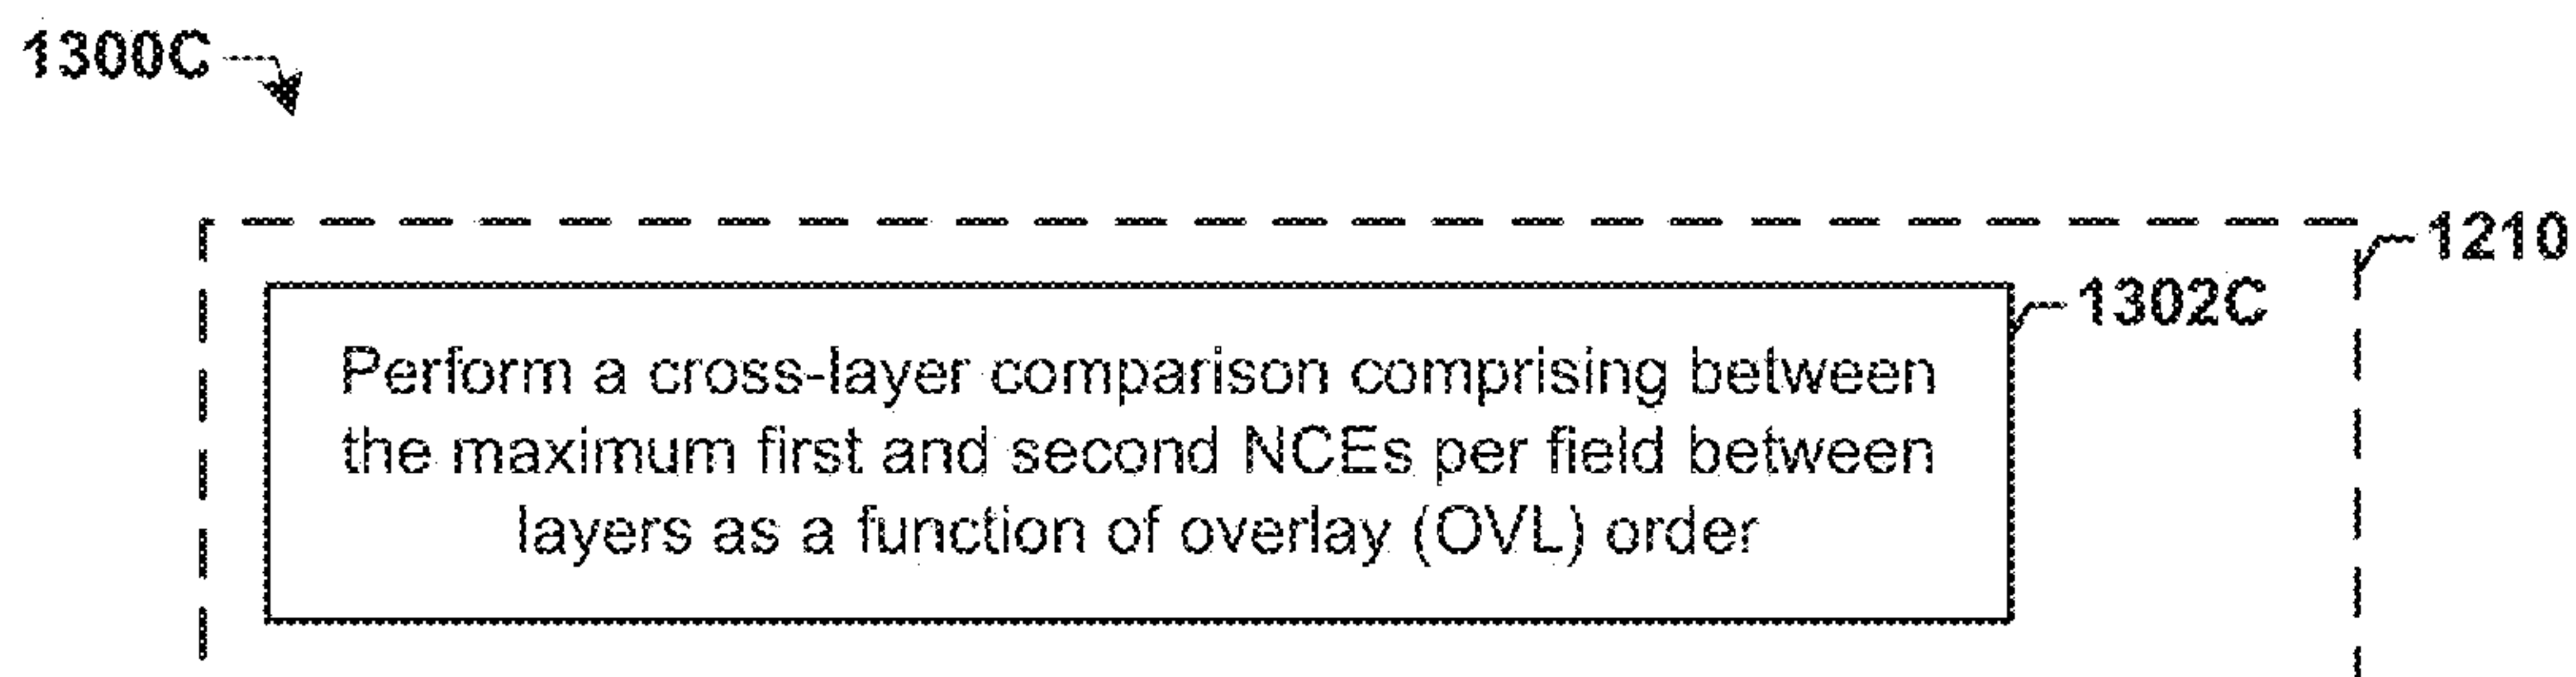 1300C
1210
1302C
Perform a cross-layer comparison comprising between
the maximum first and second NCEs per field between
layers as a function of overlay (OVL) order